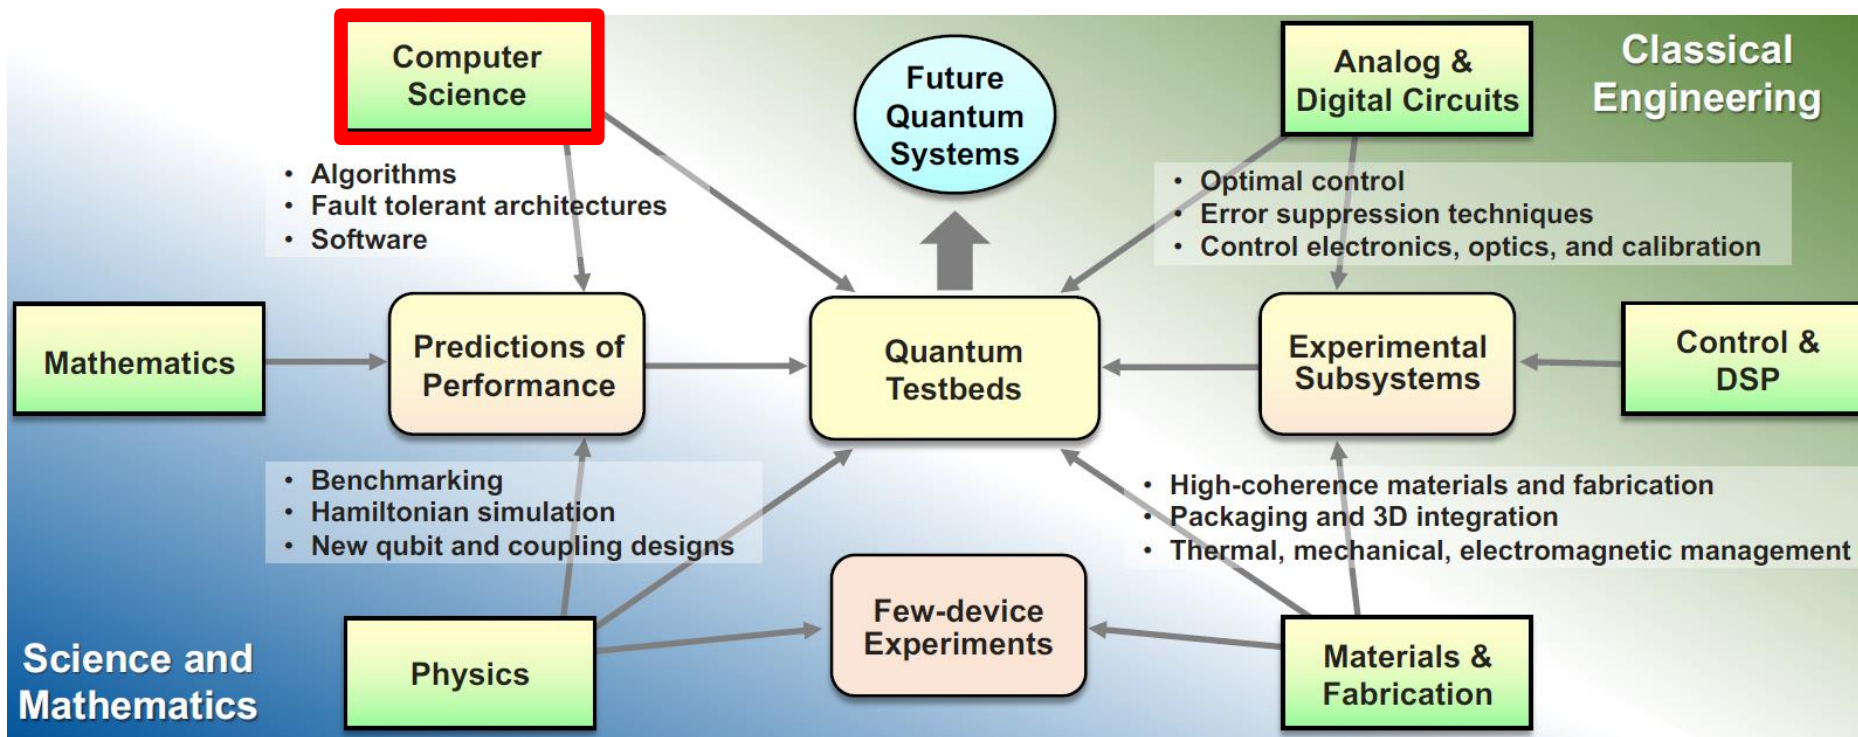 Computer
Science
Future
Quantum
Systems
Analog &
Digital Circuits
Classical
Engineering
• Algorithms
• Fault tolerant architectures
• Software
• Optimal control
• Error suppression techniques
• Control electronics, optics, and calibration
Mathematics
Predictions of
Performance
Quantum
Testbeds
Experimental
Subsystems
Control &
DSP
• Benchmarking
• Hamiltonian simulation
• New qubit and coupling designs
• High-coherence materials and fabrication
• Packaging and 3D integration
• Thermal, mechanical, electromagnetic management
Science and
Mathematics
Physics
Few-device
Experiments
Materials &
Fabrication